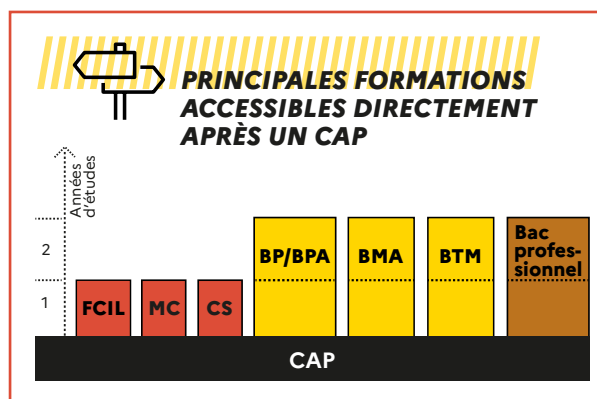 PRINCIPALES FORMATIONS
ACCESSIBLES DIRECTEMENT
APRÈS UN CAP
Années
d'études
2
1
FCIL
MC
CS
BP/BPA
BMA
BTM
Bac
profes-
sionnel
CAP